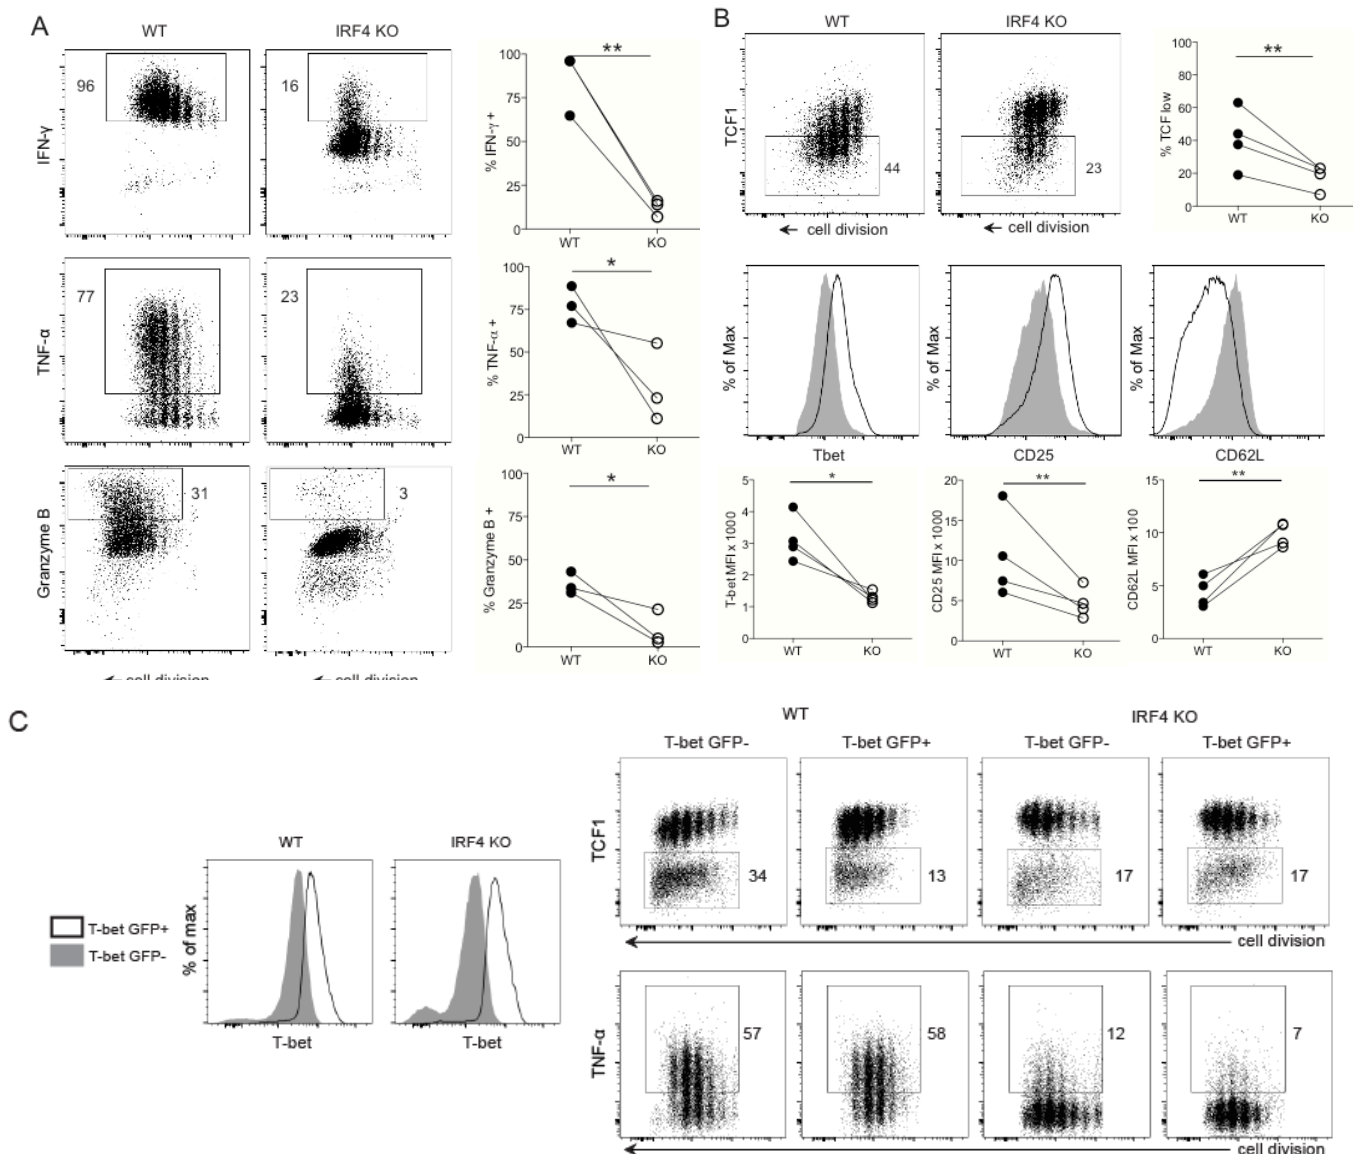 A
WT
IRF4 KO
96
16
IFN-γ
100
75
50
25
0
% IFN-γ +
**
WT
KO
77
23
TNF-α
100
75
50
25
0
% TNF-α +
*
WT
KO
31
3
Granzyme B
100
75
50
25
0
% Granzyme B +
*
WT
KO
← cell division
← cell division
B
WT
IRF4 KO
TCF1
44
23
← cell division
← cell division
100
80
60
40
20
0
% TCF low
**
WT
KO
% of Max
Tbet
% of Max
CD25
% of Max
CD62L
5
4
3
2
1
0
T-bet MFI x 1000
*
WT
KO
20
15
10
5
0
CD25 MFI x 1000
**
WT
KO
15
10
5
0
CD62L MFI x 100
**
WT
KO
C
T-bet GFP+
T-bet GFP-
WT
IRF4 KO
% of max
T-bet
T-bet
WT
IRF4 KO
T-bet GFP-
T-bet GFP+
T-bet GFP-
T-bet GFP+
TCF1
34
13
17
17
cell division
TNF-α
57
58
12
7
cell division